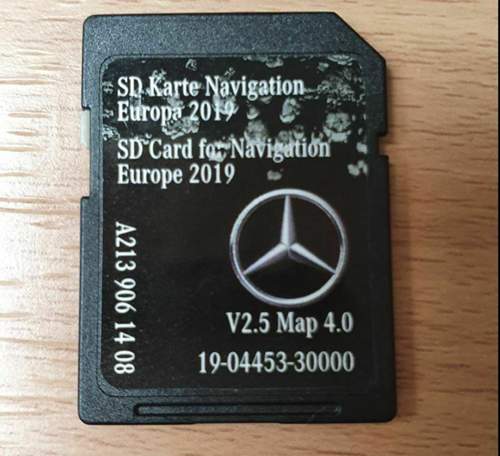 SD Karte Navigation
Europa 2019
SD Card for Navigation
Europe 2019
A213 906 14 08
V2.5 Map 4.0
19-04453-30000